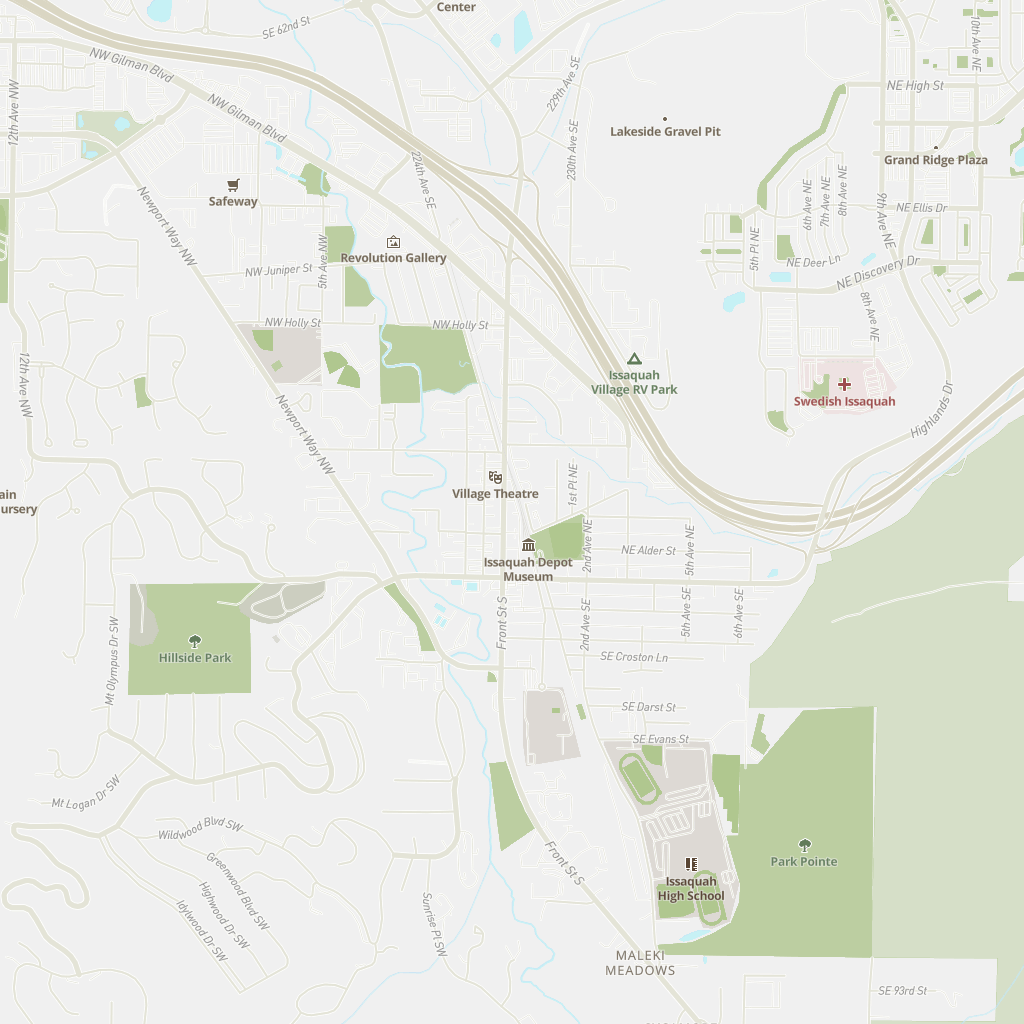 Center
SE 62nd St
10th Ave NE
NW Gilman Blvd
229th Ave SE
NE High St
12th Ave NW
NW Gilman Blvd
Lakeside Gravel Pit
230th Ave SE
224th Ave SE
Grand Ridge Plaza
Safeway
Newport Way NW
6th Ave NE
7th Ave NE
8th Ave NE
9th Ave NE
NE Ellis Dr
Revolution Gallery
5th Ave NW
5th Pl NE
NW Juniper St
NE Deer Ln
NE Discovery Dr
8th Ave NE
NW Holly St
NW Holly St
12th Ave NW
Issaquah
Village RV Park
Swedish Issaquah
Highlands Dr
Newport Way NW
ain
ursery
Village Theatre
1st Pl NE
2nd Ave NE
5th Ave NE
NE Alder St
Issaquah Depot
Museum
Front St S
2nd Ave SE
5th Ave SE
6th Ave SE
Mt Olympus Dr SW
Hillside Park
SE Croston Ln
SE Darst St
SE Evans St
Mt Logan Dr SW
Wildwood Blvd SW
Greenwood Blvd SW
Highwood Dr SW
Idylwood Dr SW
Sunrise Pl SW
Front St S
Park Pointe
Issaquah
High School
MALEKI
MEADOWS
SE 93rd St